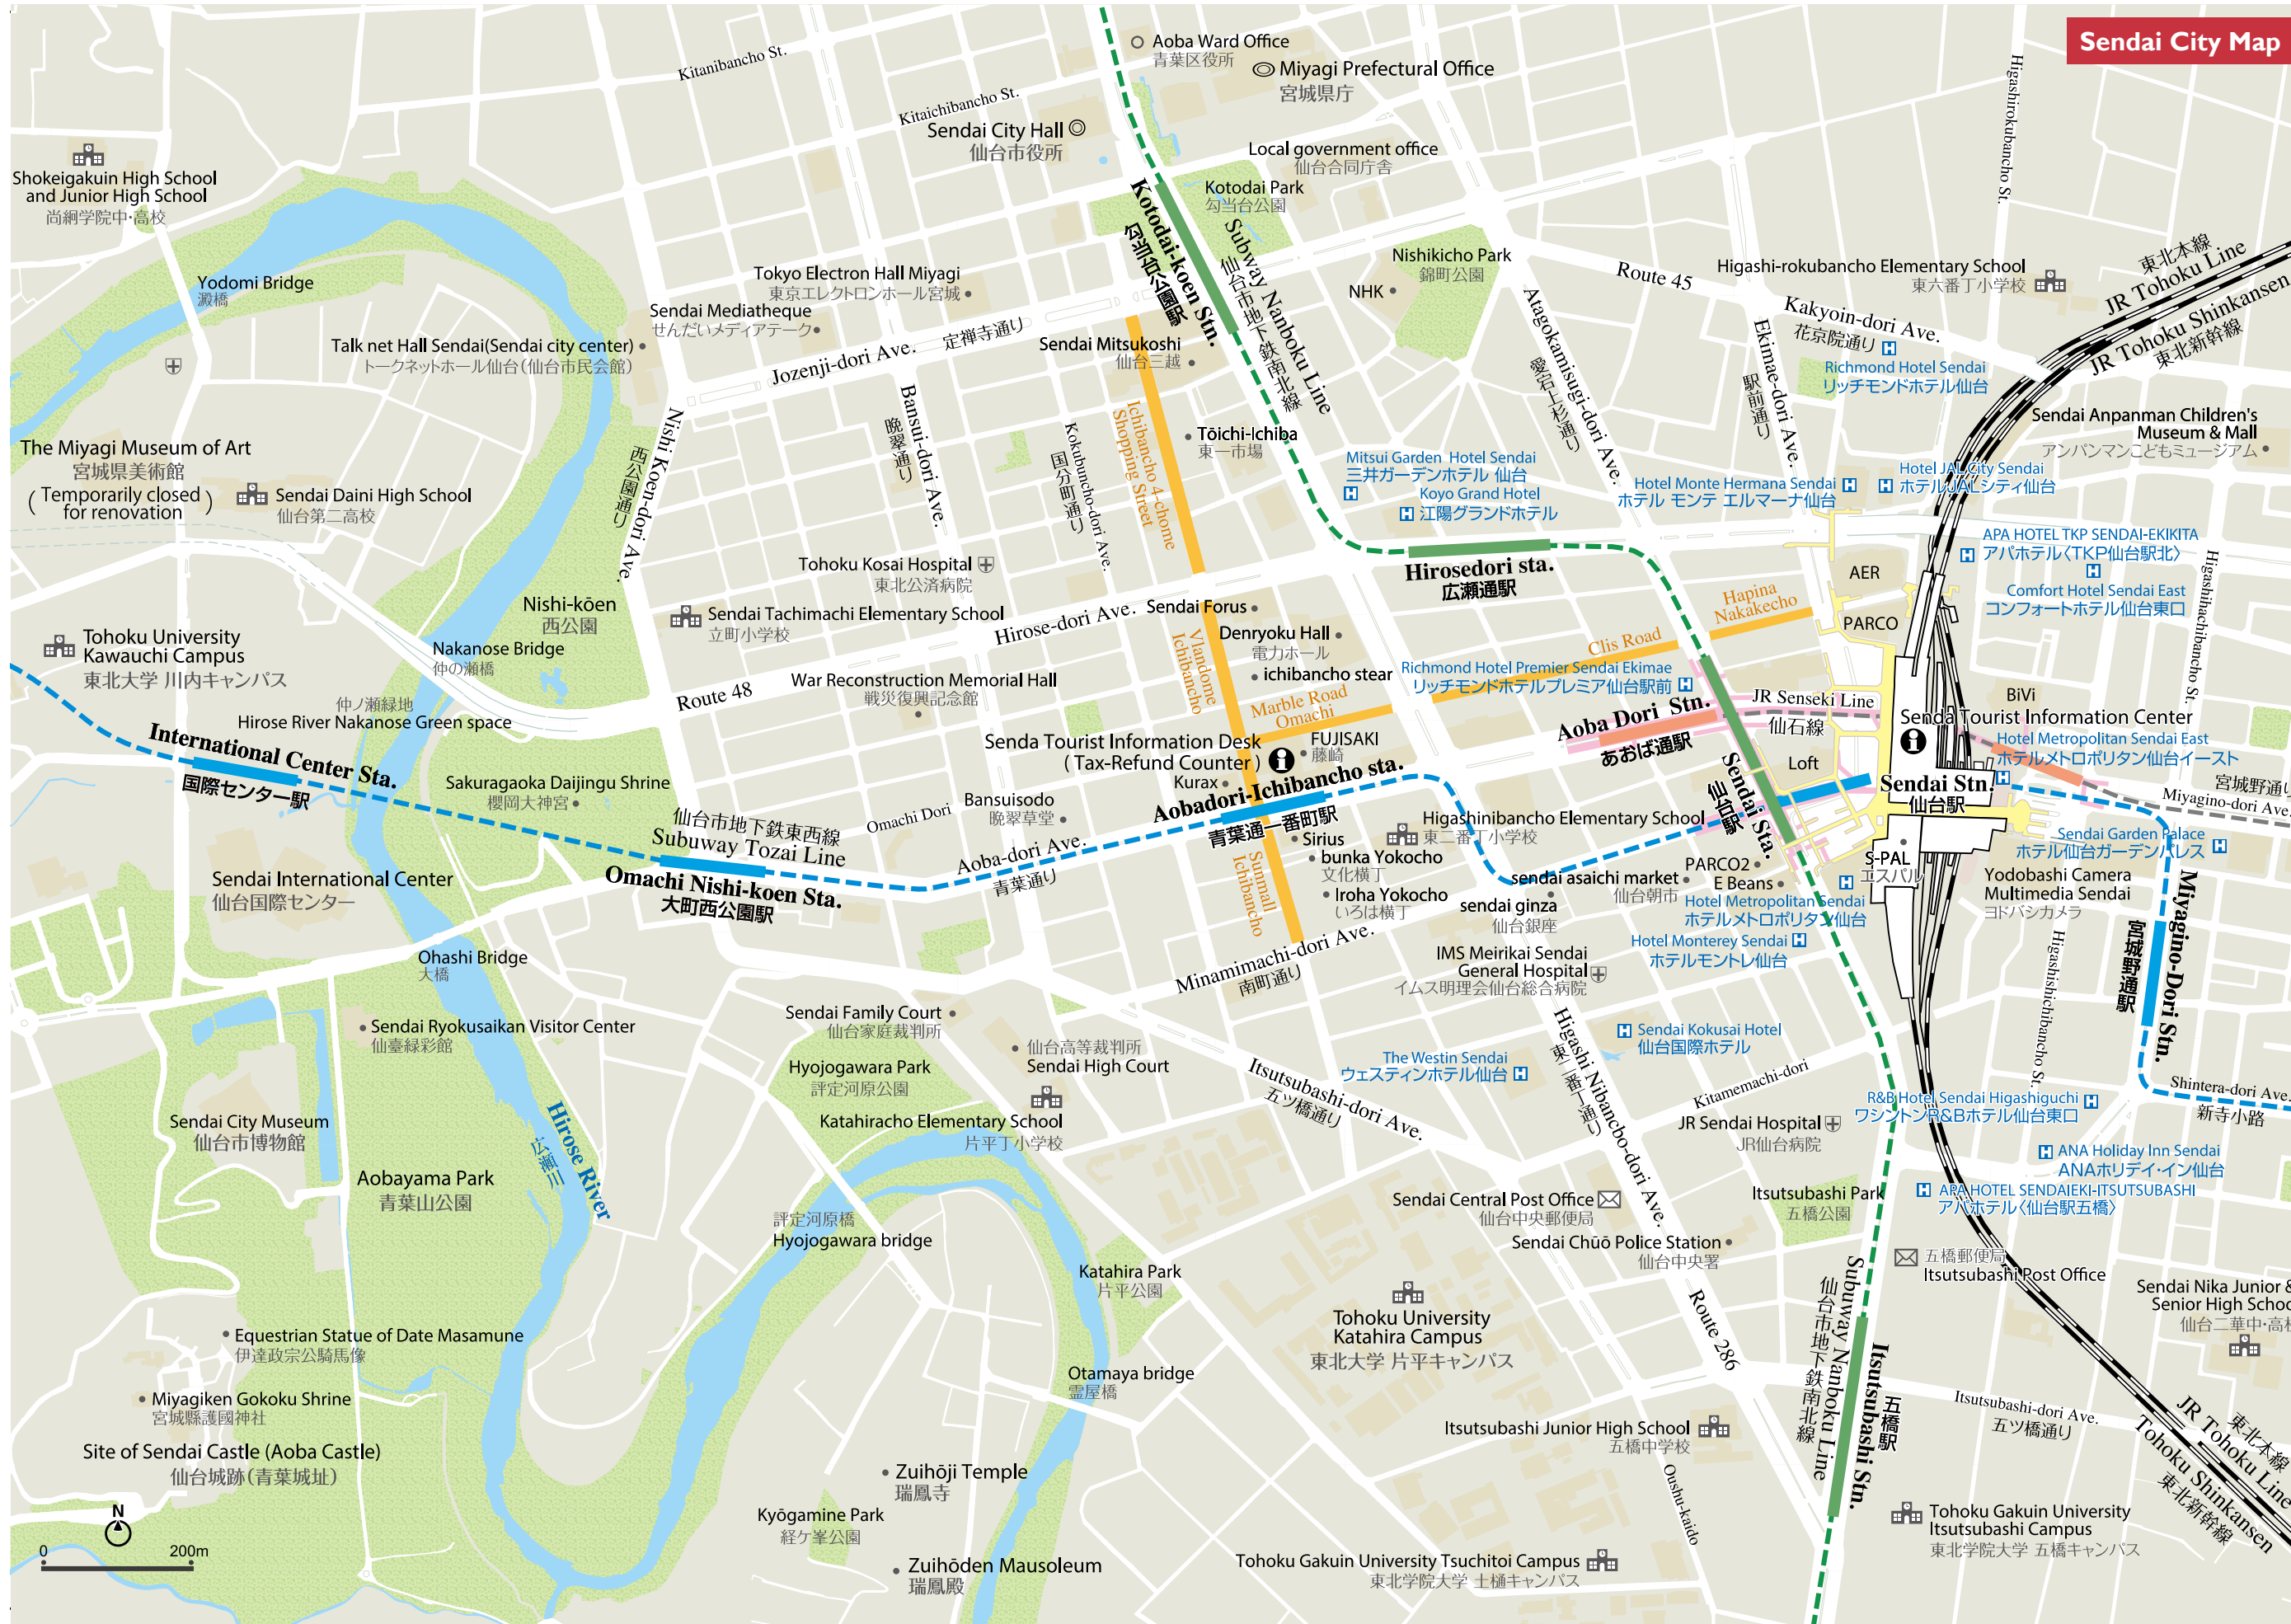 Sendai City Map
Aoba Ward Office
青葉区役所
Miyagi Prefectural Office
宮城県庁
Kitanibancho St.
Kitaichibancho St.
Higashirokubancho St.
Sendai City Hall
仙台市役所
Local government office
仙台合同庁舎
Kotodai Park
勾当台公園
Shokeigakuin High School
and Junior High School
尚絅学院中・高校
Kotodai-koen Stn.
勾当台公園駅
Subway Nanboku Line
仙台市地下鉄南北線
Nishikicho Park
錦町公園
NHK
Route 45
Higashi-rokubancho Elementary School
東六番丁小学校
東北本線
JR Tohoku Line
JR Tohoku Shinkansen
東北新幹線
Kakyoin-dori Ave.
花京院通り
Richmond Hotel Sendai
リッチモンドホテル仙台
Yodomi Bridge
澱橋
Tokyo Electron Hall Miyagi
東京エレクトロンホール宮城
Sendai Mediatheque
せんだいメディアテーク
Talk net Hall Sendai(Sendai city center)
トークネットホール仙台(仙台市民会館)
Jozenji-dori Ave.
定禅寺通り
Sendai Mitsukoshi
仙台三越
Atagokamisugi-dori Ave.
愛宕上杉通り
Ekimae-dori Ave.
駅前通り
Sendai Anpanman Children's
Museum & Mall
アンパンマンこどもミュージアム
The Miyagi Museum of Art
宮城県美術館
( Temporarily closed
for renovation )
Sendai Daini High School
仙台第二高校
Nishi Koen-dori Ave.
西公園通り
Bansui-dori Ave.
晩翠通り
Kokubuncho-dori Ave.
国分町通り
Ichibancho 4-chome
Shopping Street
Tōichi-Ichiba
東一市場
Mitsui Garden Hotel Sendai
三井ガーデンホテル 仙台
Koyo Grand Hotel
江陽グランドホテル
Hotel Monte Hermana Sendai
ホテル モンテ エルマーナ仙台
Hotel JAL City Sendai
ホテルJALシティ仙台
APA HOTEL TKP SENDAI-EKIKITA
アパホテル〈TKP仙台駅北〉
Comfort Hotel Sendai East
コンフォートホテル仙台東口
Higashihachibancho St.
Tohoku Kosai Hospital
東北公済病院
Hirosedori sta.
広瀬通駅
AER
PARCO
Hapina
Nakakecho
Nishi-kōen
西公園
Sendai Tachimachi Elementary School
立町小学校
Hirose-dori Ave.
Sendai Forus
Tohoku University
Kawauchi Campus
東北大学 川内キャンパス
Nakanose Bridge
仲の瀬橋
Vlandome
Ichibancho
Denryoku Hall
電力ホール
ichibancho stear
Clis Road
Richmond Hotel Premier Sendai Ekimae
リッチモンドホテルプレミア仙台駅前
War Reconstruction Memorial Hall
戦災復興記念館
Route 48
Marble Road
Omachi
仲ノ瀬緑地
Hirose River Nakanose Green space
International Center Sta.
国際センター駅
Senda Tourist Information Desk
( Tax-Refund Counter )
FUJISAKI
藤崎
Kurax
Aoba Dori Stn.
あおば通駅
JR Senseki Line
仙石線
BiVi
Senda Tourist Information Center
Hotel Metropolitan Sendai East
ホテルメトロポリタン仙台イースト
Loft
Sendai Stn.
仙台駅
Sendai Sta.
仙台駅
宮城野通り
Miyagino-dori Ave.
Sakuragaoka Daijingu Shrine
櫻岡大神宮
仙台市地下鉄東西線
Subuway Tozai Line
Omachi Dori
Bansuisodo
晩翠草堂
Aobadori-Ichibancho sta.
青葉通一番町駅
Aoba-dori Ave.
青葉通り
Omachi Nishi-koen Sta.
大町西公園駅
Sirius
bunka Yokocho
文化横丁
Iroha Yokocho
いろは横丁
Sunmall
Ichibancho
Higashinibancho Elementary School
東二番丁小学校
sendai asaichi market
仙台朝市
sendai ginza
仙台銀座
PARCO2
E Beans
S-PAL
エスパル
Hotel Metropolitan Sendai
ホテルメトロポリタン仙台
Hotel Monterey Sendai
ホテルモントレ仙台
Sendai Garden Palace
ホテル仙台ガーデンパレス
Yodobashi Camera
Multimedia Sendai
ヨドバシカメラ
Miyagino-Dori Stn.
宮城野通駅
Higashishichibancho St.
Sendai International Center
仙台国際センター
Ohashi Bridge
大橋
Minamimachi-dori Ave.
南町通り
IMS Meirikai Sendai
General Hospital
イムス明理会仙台総合病院
Sendai Ryokusaikan Visitor Center
仙臺緑彩館
Sendai Family Court
仙台家庭裁判所
仙台高等裁判所
Sendai High Court
Hyojogawara Park
評定河原公園
Katahiracho Elementary School
片平丁小学校
Itsutsubashi-dori Ave.
五ツ橋通り
The Westin Sendai
ウェスティンホテル仙台
Sendai Kokusai Hotel
仙台国際ホテル
Higashi Nibancho-dori Ave.
東二番丁通り
Kitamemachi-dori
JR Sendai Hospital
JR仙台病院
R&B Hotel Sendai Higashiguchi
ワシントンR&Bホテル仙台東口
Shintera-dori Ave.
新寺小路
ANA Holiday Inn Sendai
ANAホリデイ・イン仙台
APA HOTEL SENDAIEKI-ITSUTSUBASHI
アパホテル〈仙台駅五橋〉
Sendai City Museum
仙台市博物館
Hirose River
広瀬川
Aobayama Park
青葉山公園
評定河原橋
Hyojogawara bridge
Katahira Park
片平公園
Sendai Central Post Office
仙台中央郵便局
Sendai Chūō Police Station
仙台中央署
Itsutsubashi Park
五橋公園
五橋郵便局
Itsutsubashi Post Office
Sendai Nika Junior &
Senior High School
仙台二華中・高校
Tohoku University
Katahira Campus
東北大学 片平キャンパス
Route 286
Subuway Nanboku Line
仙台市地下鉄南北線
Itsutsubashi Stn.
五橋駅
Equestrian Statue of Date Masamune
伊達政宗公騎馬像
Miyagiken Gokoku Shrine
宮城縣護國神社
Otamaya bridge
霊屋橋
Itsutsubashi-dori Ave.
五ツ橋通り
東北本線
JR Tohoku Line
Tohoku Shinkansen
東北新幹線
Itsutsubashi Junior High School
五橋中学校
Oushu-kaido
Site of Sendai Castle (Aoba Castle)
仙台城跡(青葉城址)
Zuihōji Temple
瑞鳳寺
Kyōgamine Park
経ケ峯公園
Zuihōden Mausoleum
瑞鳳殿
Tohoku Gakuin University Tsuchitoi Campus
東北学院大学 土樋キャンパス
Tohoku Gakuin University
Itsutsubashi Campus
東北学院大学 五橋キャンパス
N
0 200m